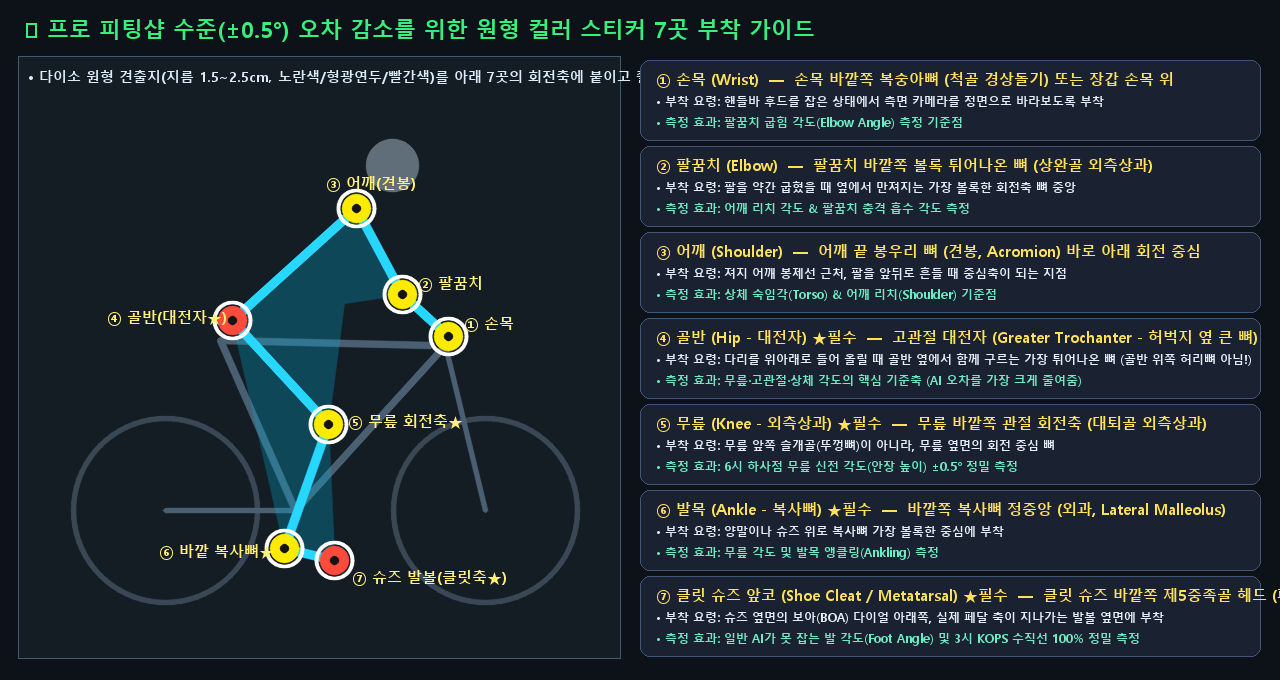 프로 피팅샵 수준(±0.5°) 오차 감소를 위한 원형 컬러 스티커 7곳 부착 가이드
• 다이소 원형 견출지(지름 1.5~2.5cm, 노란색/형광연두/빨간색)를 아래 7곳의 회전축에 붙이고
③ 어깨(견봉)
② 팔꿈치
④ 골반(대전자★)
① 손목
⑤ 무릎 회전축★
⑥ 바깥 복사뼈★
⑦ 슈즈 발볼(클릿축★)
① 손목 (Wrist) — 손목 바깥쪽 복숭아뼈 (척골 경상돌기) 또는 장갑 손목 위
• 부착 요령: 핸들바 후드를 잡은 상태에서 측면 카메라를 정면으로 바라보도록 부착
• 측정 효과: 팔꿈치 굽힘 각도(Elbow Angle) 측정 기준점
② 팔꿈치 (Elbow) — 팔꿈치 바깥쪽 볼록 튀어나온 뼈 (상완골 외측상과)
• 부착 요령: 팔을 약간 굽혔을 때 옆에서 만져지는 가장 볼록한 회전축 뼈 중앙
• 측정 효과: 어깨 리치 각도 & 팔꿈치 충격 흡수 각도 측정
③ 어깨 (Shoulder) — 어깨 끝 봉우리 뼈 (견봉, Acromion) 바로 아래 회전 중심
• 부착 요령: 져지 어깨 봉제선 근처, 팔을 앞뒤로 흔들 때 중심축이 되는 지점
• 측정 효과: 상체 숙임각(Torso) & 어깨 리치(Shoulder) 기준점
④ 골반 (Hip - 대전자) ★필수 — 고관절 대전자 (Greater Trochanter - 허벅지 옆 큰 뼈)
• 부착 요령: 다리를 위아래로 들어 올릴 때 골반 옆에서 함께 구르는 가장 튀어나온 뼈 (골반 위쪽 허리뼈 아님!)
• 측정 효과: 무릎·고관절·상체 각도의 핵심 기준축 (AI 오차를 가장 크게 줄여줌)
⑤ 무릎 (Knee - 외측상과) ★필수 — 무릎 바깥쪽 관절 회전축 (대퇴골 외측상과)
• 부착 요령: 무릎 앞쪽 슬개골(뚜껑뼈)이 아니라, 무릎 옆면의 회전 중심 뼈
• 측정 효과: 6시 하사점 무릎 신전 각도(안장 높이) ±0.5° 정밀 측정
⑥ 발목 (Ankle - 복사뼈) ★필수 — 바깥쪽 복사뼈 정중앙 (외과, Lateral Malleolus)
• 부착 요령: 양말이나 슈즈 위로 복사뼈 가장 볼록한 중심에 부착
• 측정 효과: 무릎 각도 및 발목 앵클링(Ankling) 측정
⑦ 클릿 슈즈 앞코 (Shoe Cleat / Metatarsal) ★필수 — 클릿 슈즈 바깥쪽 제5중족골 헤드
• 부착 요령: 슈즈 옆면의 보아(BOA) 다이얼 아래쪽, 실제 페달 축이 지나가는 발볼 옆면에 부착
• 측정 효과: 일반 AI가 못 잡는 발 각도(Foot Angle) 및 3시 KOPS 수직선 100% 정밀 측정